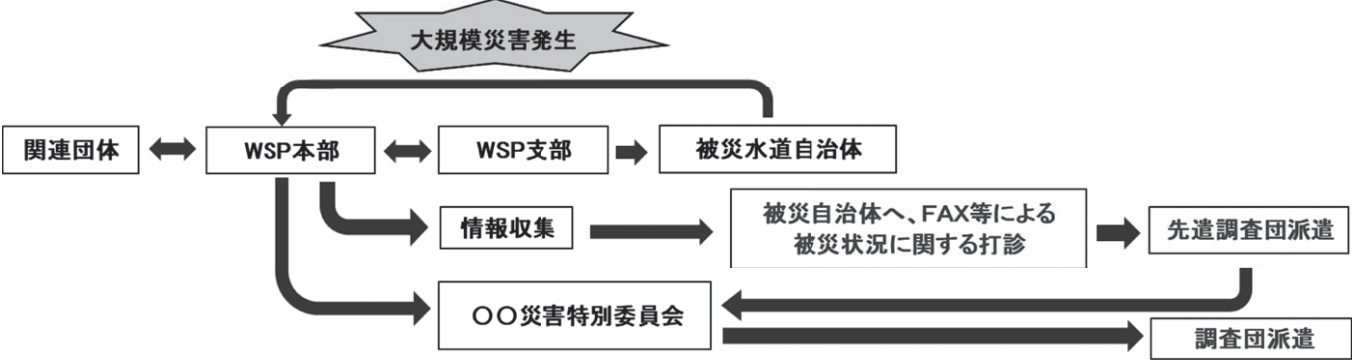 大規模災害発生
関連団体
WSP本部
WSP支部
被災水道自治体
情報収集
被災自治体へ、FAX等による
被災状況に関する打診
先遣調査団派遣
〇〇災害特別委員会
調査団派遣